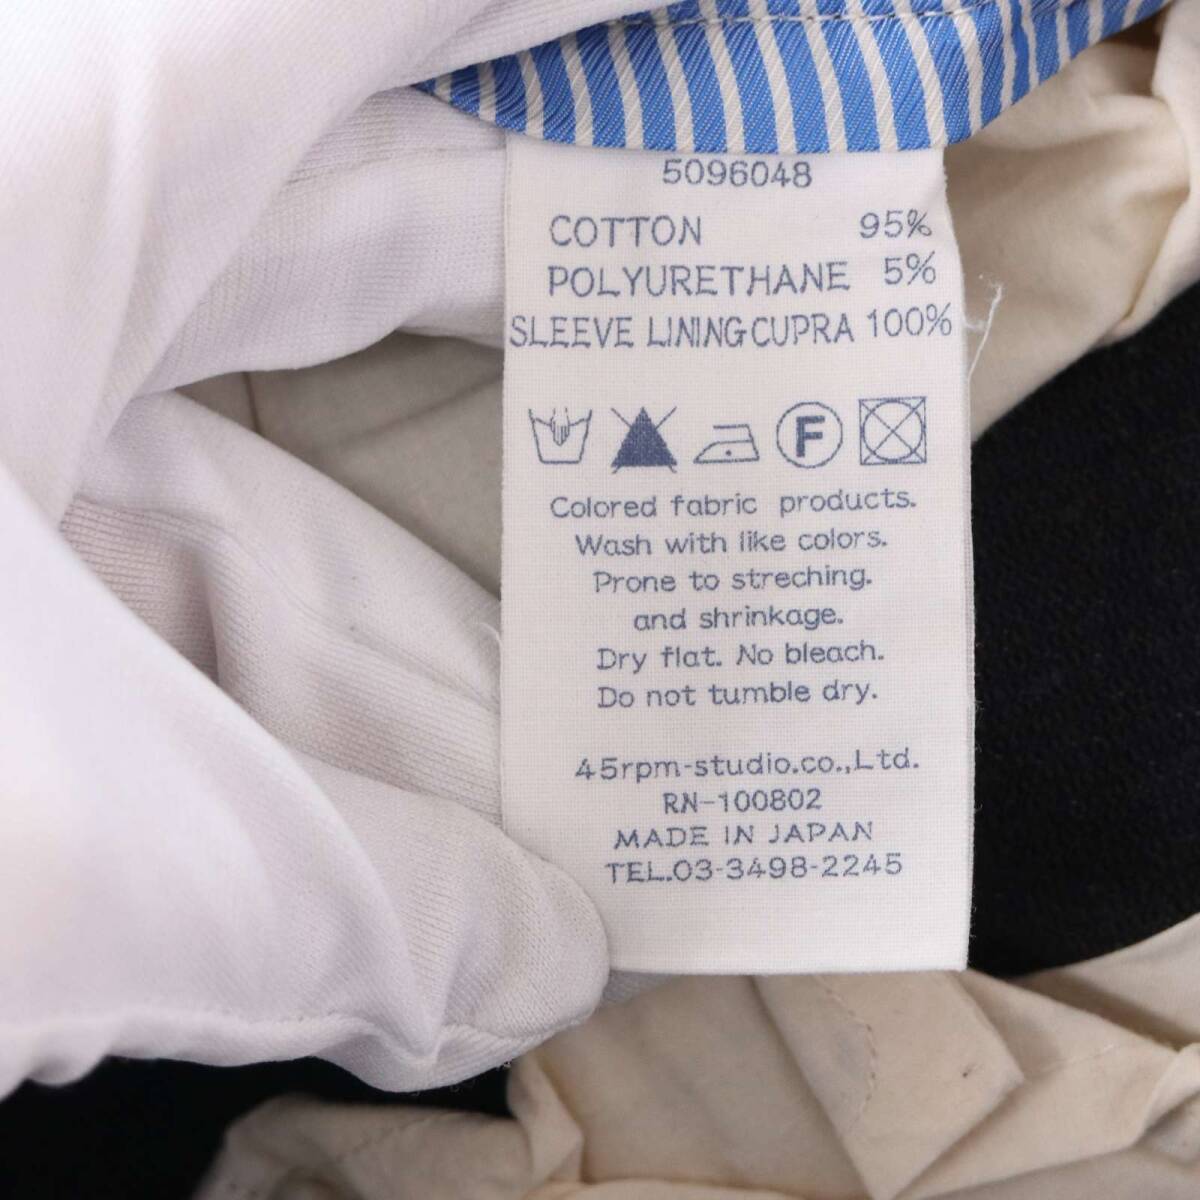 5096048
COTTON 95%
POLYURETHANE 5%
SLEEVE LINING CUPRA 100%
F
Colored fabric products.
Wash with like colors.
Prone to streching.
and shrinkage.
Dry flat. No bleach.
Do not tumble dry.
45rpm-studio.co.,Ltd.
RN-100802
MADE IN JAPAN
TEL.03-3498-2245